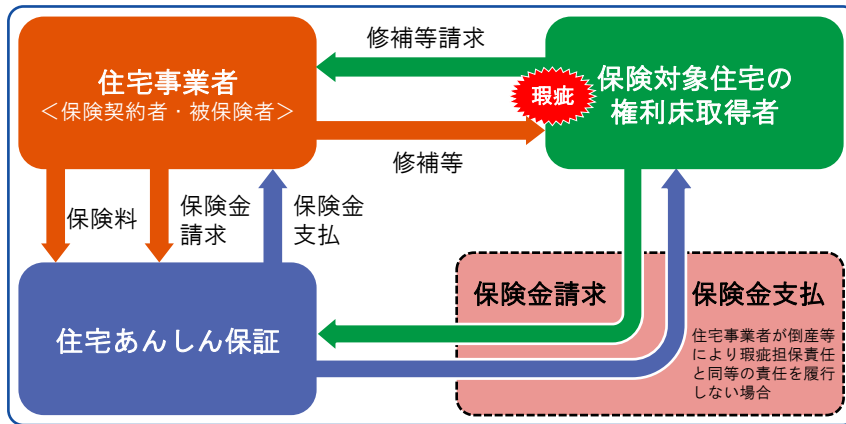 修補等請求
住宅事業者
＜保険契約者・被保険者＞
瑕疵
保険対象住宅の
権利床取得者
修補等
保険料
保険金
請求
保険金
支払
住宅あんしん保証
保険金請求
保険金支払
住宅事業者が倒産等
により瑕疵担保責任
と同等の責任を履行
しない場合